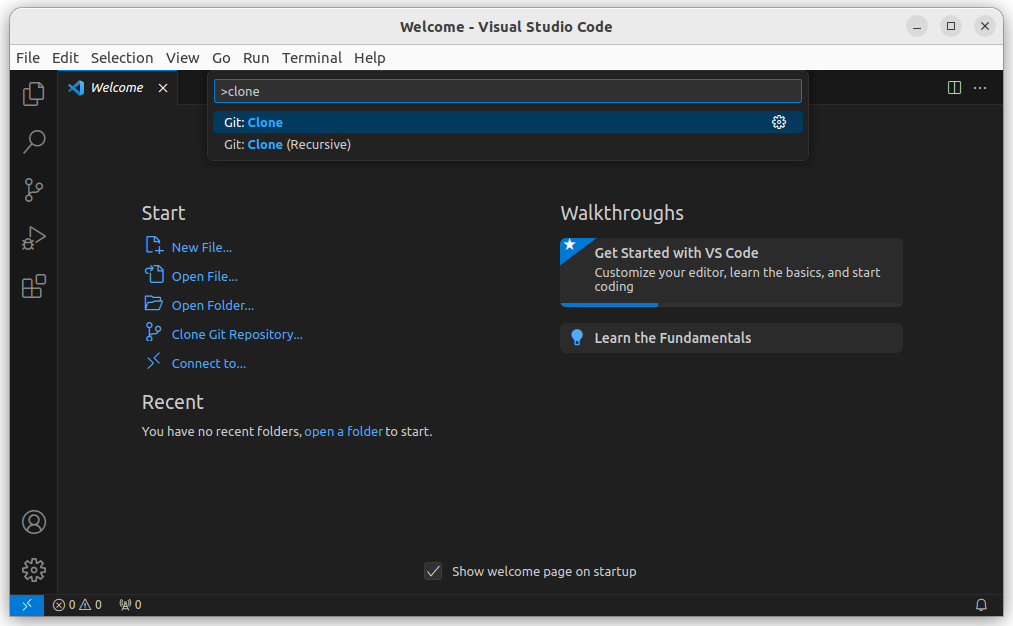 Welcome - Visual Studio Code
File Edit Selection View Go Run Terminal Help
Welcome
>clone
Git: Clone
Git: Clone (Recursive)
Start
New File...
Open File...
Open Folder...
Clone Git Repository...
Connect to...
Recent
You have no recent folders, open a folder to start.
Walkthroughs
Get Started with VS Code
Customize your editor, learn the basics, and start
coding
Learn the Fundamentals
Show welcome page on startup
0 0 0